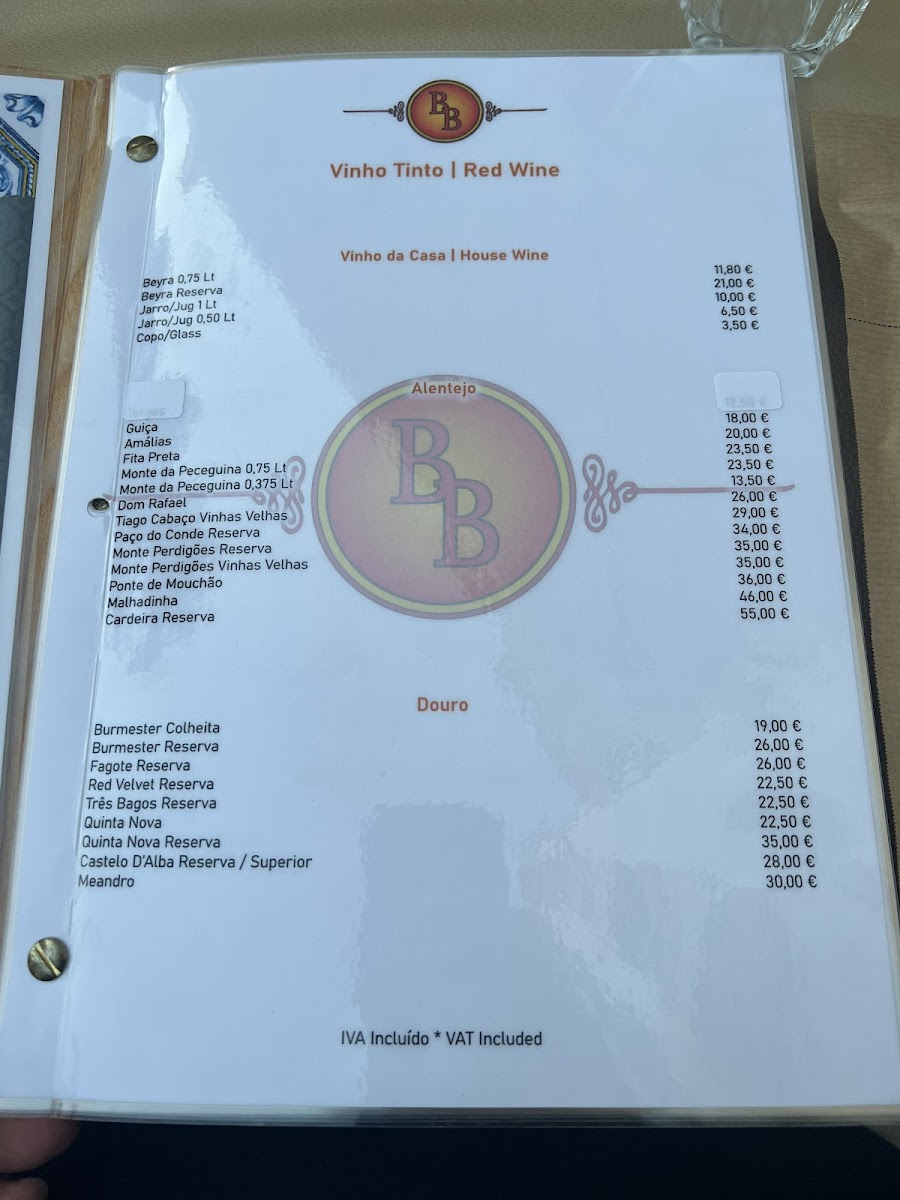 BB
Vinho Tinto | Red Wine
Vinho da Casa | House Wine
Beyra 0,75 Lt 11,80 €
Beyra Reserva 21,00 €
Jarro/Jug 1 Lt 10,00 €
Jarro/Jug 0,50 Lt 6,50 €
Copo/Glass 3,50 €
Alentejo
12,50 €
Guiça 18,00 €
Amálias 20,00 €
Fita Preta 23,50 €
Monte da Peceguina 0,75 Lt 23,50 €
Monte da Peceguina 0,375 Lt 13,50 €
Dom Rafael 26,00 €
Tiago Cabaço Vinhas Velhas 29,00 €
Paço do Conde Reserva 34,00 €
Monte Perdigões Reserva 35,00 €
Monte Perdigões Vinhas Velhas 35,00 €
Ponte de Mouchão 36,00 €
Malhadinha 46,00 €
Cardeira Reserva 55,00 €
BB
Douro
Burmester Colheita 19,00 €
Burmester Reserva 26,00 €
Fagote Reserva 26,00 €
Red Velvet Reserva 22,50 €
Três Bagos Reserva 22,50 €
Quinta Nova 22,50 €
Quinta Nova Reserva 35,00 €
Castelo D'Alba Reserva / Superior 28,00 €
Meandro 30,00 €
IVA Incluído * VAT Included